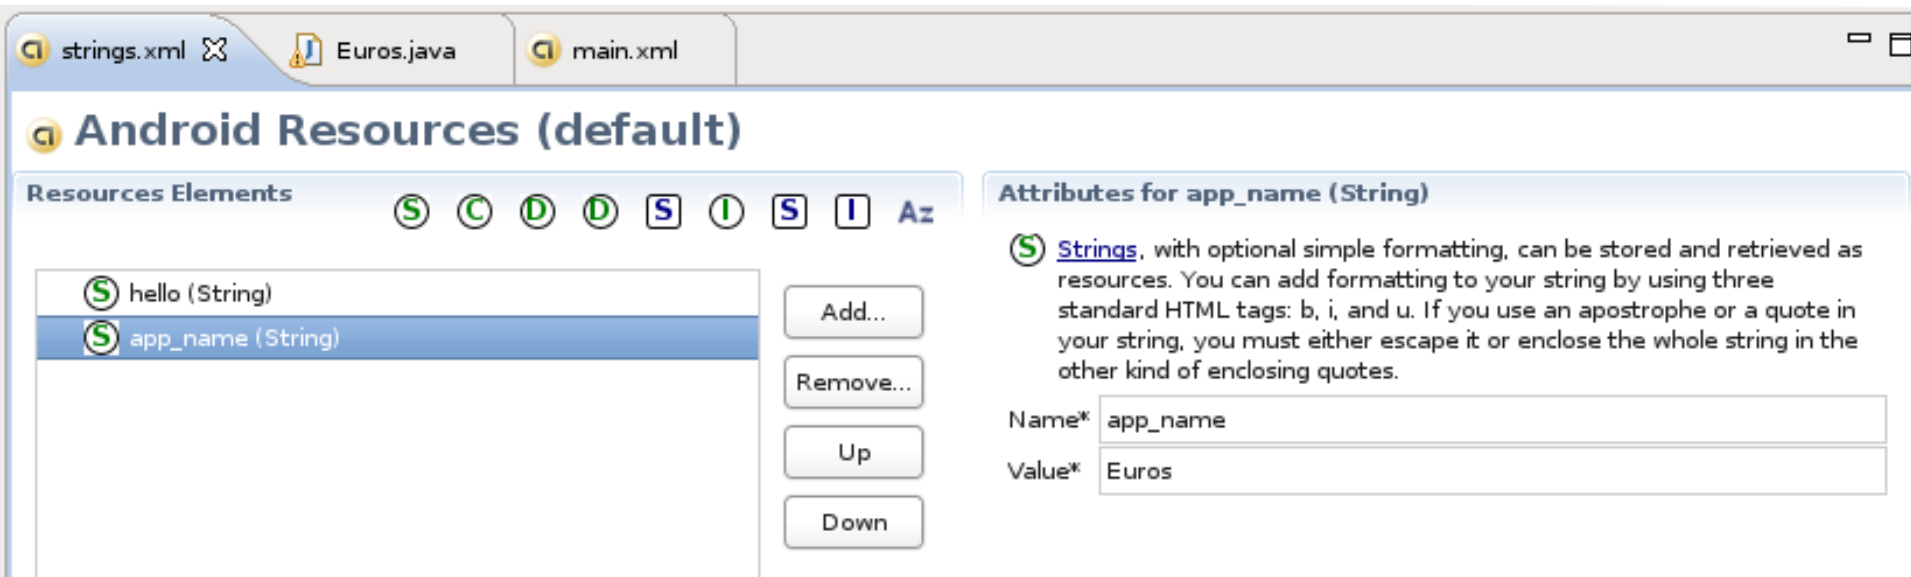 strings.xml Euros.java main.xml
Android Resources (default)
Resources Elements
S C D D S I S I Az
S hello (String)
S app_name (String)
Add...
Remove...
Up
Down
Attributes for app_name (String)
S Strings, with optional simple formatting, can be stored and retrieved as
resources. You can add formatting to your string by using three
standard HTML tags: b, i, and u. If you use an apostrophe or a quote in
your string, you must either escape it or enclose the whole string in the
other kind of enclosing quotes.
Name* app_name
Value* Euros